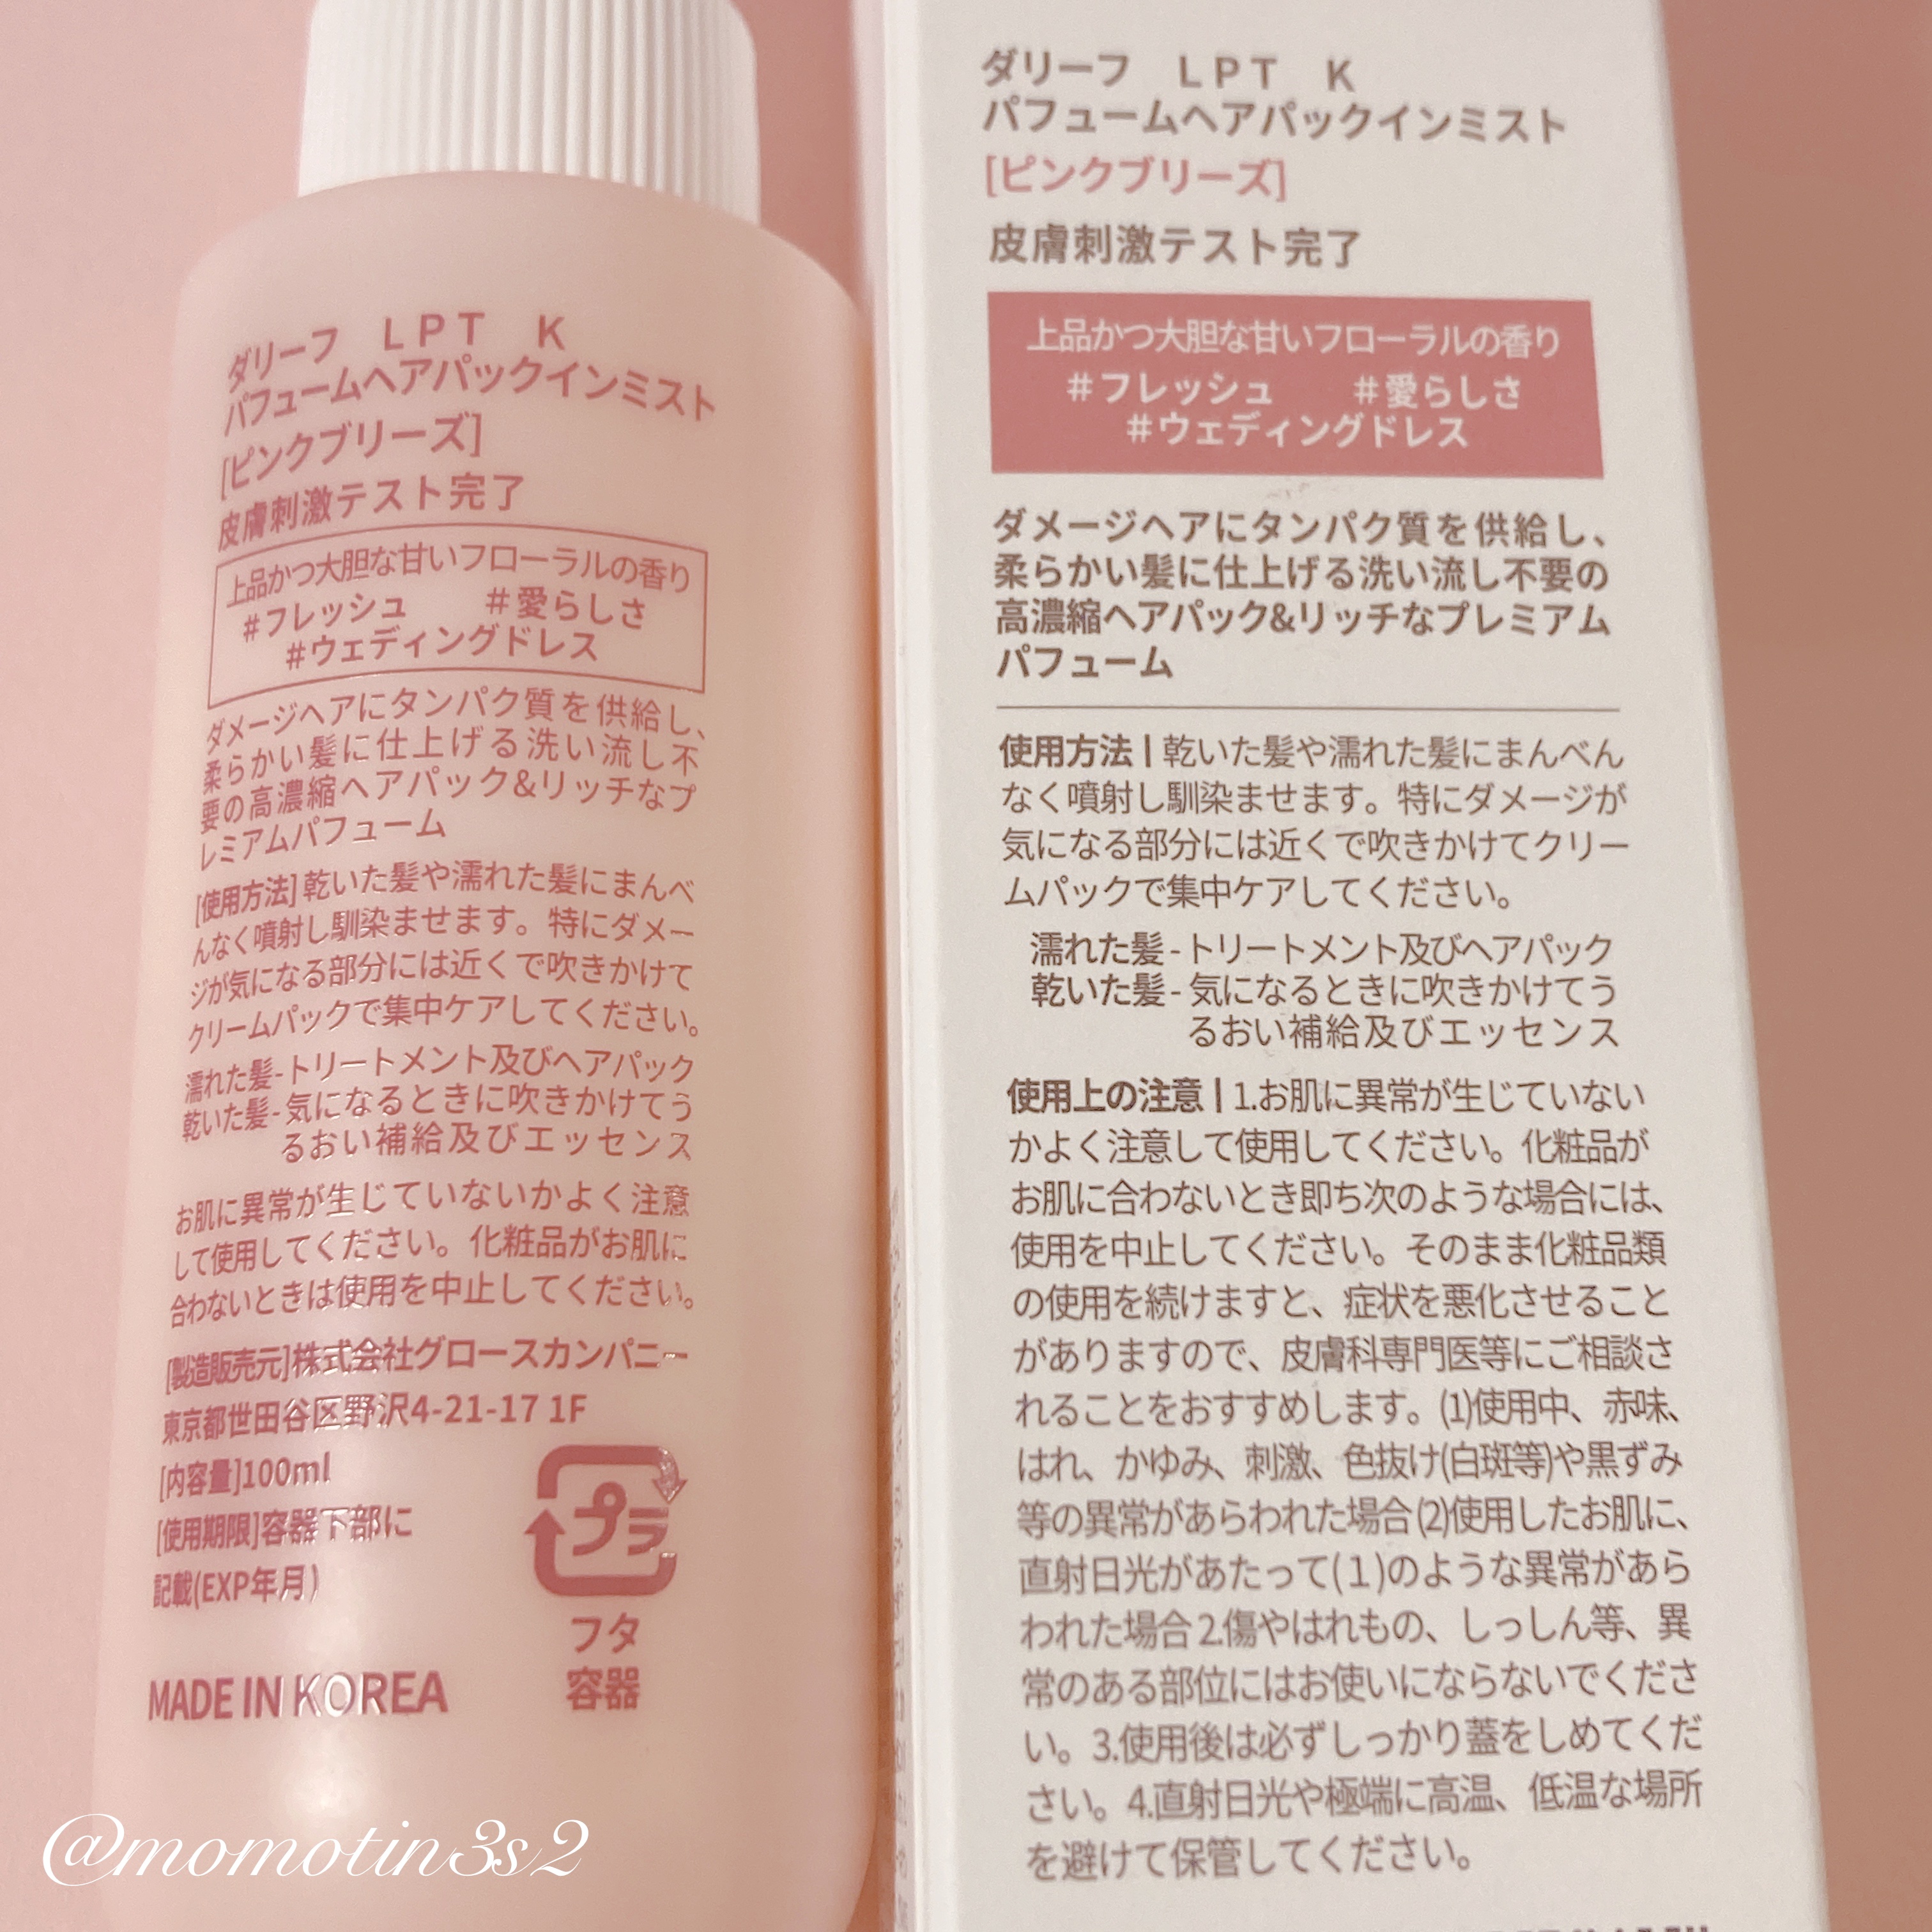 ダリーフ　LPT　K
パフュームヘアパックインミスト
[ピンクブリーズ]
皮膚刺激テスト完了
上品かつ大胆な甘いフローラルの香り
#フレッシュ　#愛らしさ
#ウェディングドレス
ダメージヘアにタンパク質を供給し、
柔らかい髪に仕上げる洗い流し不
要の高濃縮ヘアパック&リッチなプ
レミアムパフューム
[使用方法]乾いた髪や濡れた髪にまんべ
んなく噴射し馴染ませます。特にダメー
ジが気になる部分には近くで吹きかけて
クリームパックで集中ケアしてください。
濡れた髪-トリートメント及びヘアパック
乾いた髪-気になるときに吹きかけてう
るおい補給及びエッセンス
お肌に異常が生じていないかよく注意
して使用してください。化粧品がお肌に
合わないときは使用を中止してください。
[製造販売元]株式会社グロースカンパニー
東京都世田谷区野沢4-21-17 1F
[内容量]100ml
[使用期限]容器下部に
記載(EXP年月)
プラ
フタ
容器
MADE IN KOREA
ダリーフ　LPT　K
パフュームヘアパックインミスト
[ピンクブリーズ]
皮膚刺激テスト完了
上品かつ大胆な甘いフローラルの香り
#フレッシュ　#愛らしさ
#ウェディングドレス
ダメージヘアにタンパク質を供給し、
柔らかい髪に仕上げる洗い流し不要の
高濃縮ヘアパック&リッチなプレミアム
パフューム
使用方法|乾いた髪や濡れた髪にまんべん
なく噴射し馴染ませます。特にダメージが
気になる部分には近くで吹きかけてクリー
ムパックで集中ケアしてください。
濡れた髪-トリートメント及びヘアパック
乾いた髪-気になるときに吹きかけてう
るおい補給及びエッセンス
使用上の注意|1.お肌に異常が生じていない
かよく注意して使用してください。化粧品が
お肌に合わないとき即ち次のような場合には、
使用を中止してください。そのまま化粧品類
の使用を続けますと、症状を悪化させること
がありますので、皮膚科専門医等にご相談さ
れることをおすすめします。(1)使用中、赤味、
はれ、かゆみ、刺激、色抜け(白斑等)や黒ずみ
等の異常があらわれた場合(2)使用したお肌に、
直射日光があたって(1)のような異常があら
われた場合2.傷やはれもの、しっしん等、異
常のある部位にはお使いにならないでくださ
い。3.使用後は必ずしっかり蓋をしめてくだ
さい。4.直射日光や極端に高温、低温な場所
を避けて保管してください。
@momotin3s2